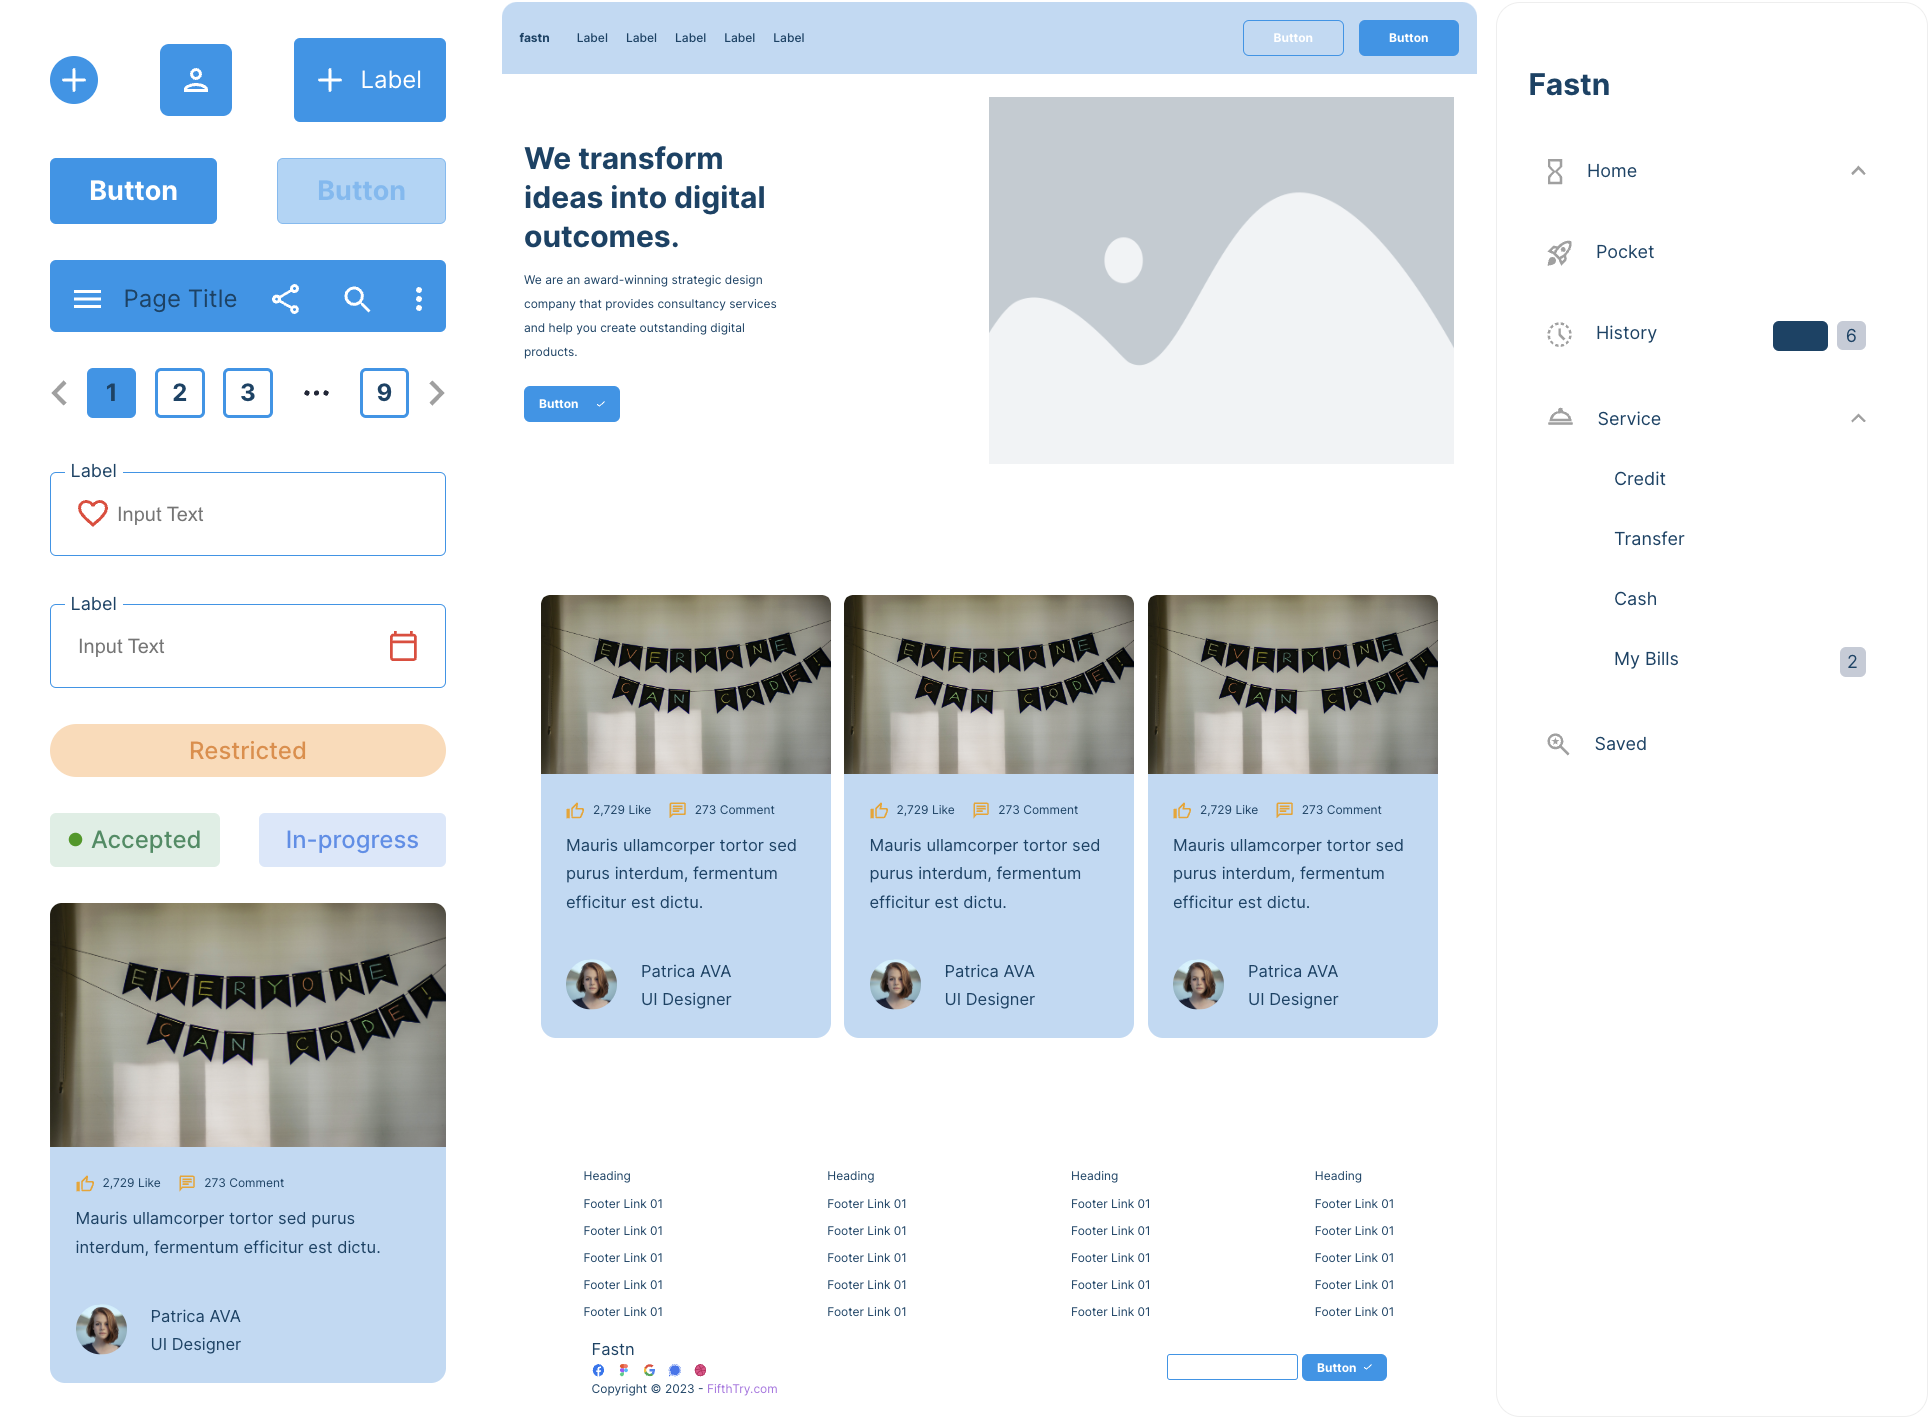 Label
Button
Button
Page Title
1
2
3
...
9
Label
Input Text
Label
Input Text
Restricted
Accepted
In-progress
EVERYONE
CAN CODE!
2,729 Like
273 Comment
Mauris ullamcorper tortor sed purus
interdum, fermentum efficitur est dictu.
Patrica AVA
UI Designer
fastn
Label
Label
Label
Label
Label
Button
Button
We transform
ideas into digital
outcomes.
We are an award-winning strategic design
company that provides consultancy services
and help you create outstanding digital
products.
Button
EVERYONE
CAN CODE!
2,729 Like
273 Comment
Mauris ullamcorper tortor sed
purus interdum, fermentum
efficitur est dictu.
Patrica AVA
UI Designer
EVERYONE
CAN CODE!
2,729 Like
273 Comment
Mauris ullamcorper tortor sed
purus interdum, fermentum
efficitur est dictu.
Patrica AVA
UI Designer
EVERYONE
CAN CODE!
2,729 Like
273 Comment
Mauris ullamcorper tortor sed
purus interdum, fermentum
efficitur est dictu.
Patrica AVA
UI Designer
Heading
Footer Link 01
Footer Link 01
Footer Link 01
Footer Link 01
Footer Link 01
Heading
Footer Link 01
Footer Link 01
Footer Link 01
Footer Link 01
Footer Link 01
Heading
Footer Link 01
Footer Link 01
Footer Link 01
Footer Link 01
Footer Link 01
Heading
Footer Link 01
Footer Link 01
Footer Link 01
Footer Link 01
Footer Link 01
Fastn
Copyright © 2023 - FifthTry.com
Button
Fastn
Home
Pocket
History
6
Service
Credit
Transfer
Cash
My Bills
2
Saved